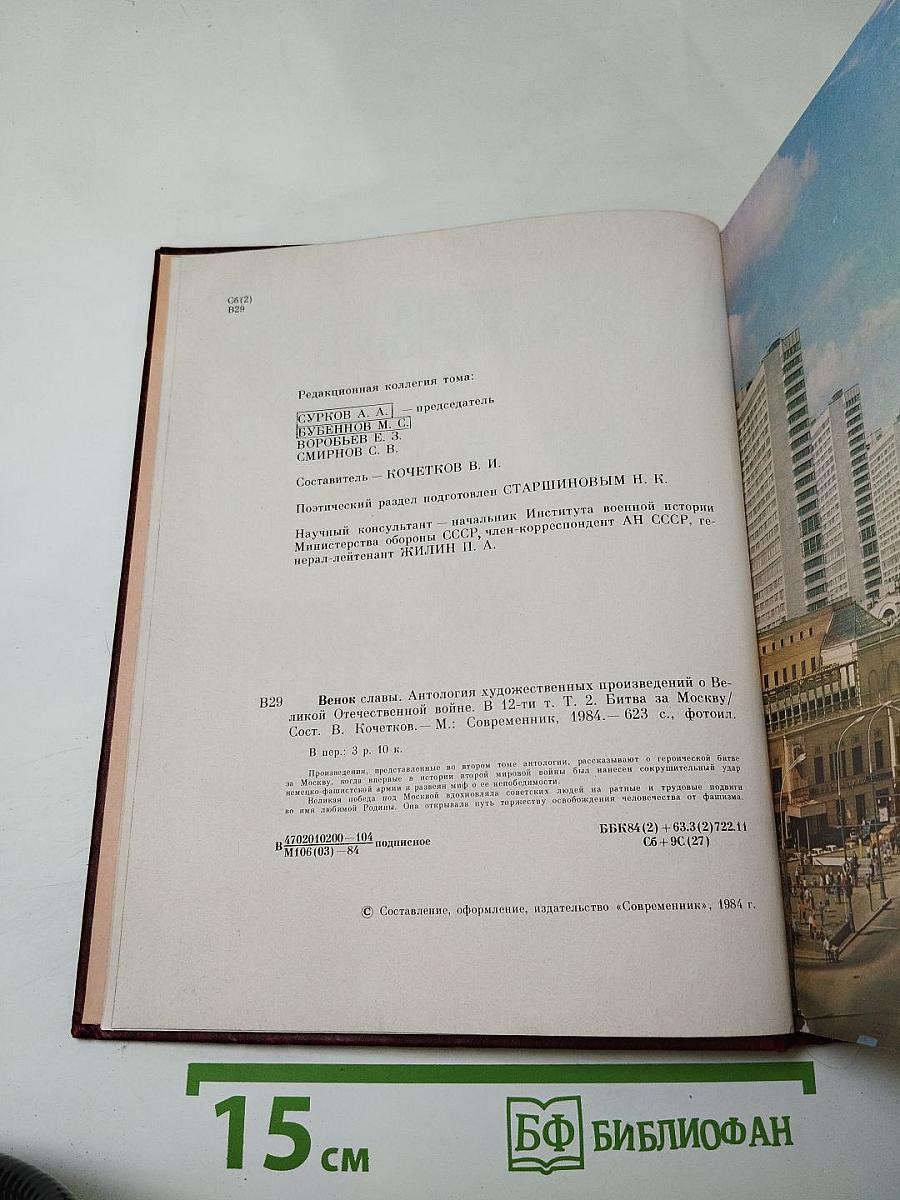 Сб(2)
В29
Редакционная коллегия тома:
СУРКОВ А. А. — председатель
БУБЕННОВ М. С.
ВОРОБЬЕВ Е. З.
СМИРНОВ С. В.
Составитель — КОЧЕТКОВ В. И.
Поэтический раздел подготовлен СТАРШИНОВЫМ Н. К.
Научный консультант — начальник Института военной истории
Министерства обороны СССР, член-корреспондент АН СССР, ге-
нерал-лейтенант ЖИЛИН П. А.
В29 Венок славы. Антология художественных произведений о Ве-
ликой Отечественной войне. В 12-ти т. Т. 2. Битва за Москву/
Сост. В. Кочетков.— М.: Современник, 1984.— 623 с., фотоил.
В пер.: 3 р. 10 к.
Произведения, представленные во втором томе антологии, рассказывают о героической битве
за Москву, когда впервые в истории второй мировой войны был нанесен сокрушительный удар
немецко-фашистской армии и развеян миф о ее непобедимости.
Великая победа под Москвой вдохновляла советских людей на ратные и трудовые подвиги
во имя любимой Родины. Она открывала путь торжеству освобождения человечества от фашизма.
В 4702010200—104 подписное
М106(03)—84
ББК84(2)+63.3(2)722.11
Сб+9С(27)
© Составление, оформление, издательство «Современник», 1984 г.
15 см
БФ БИБЛИОФАН